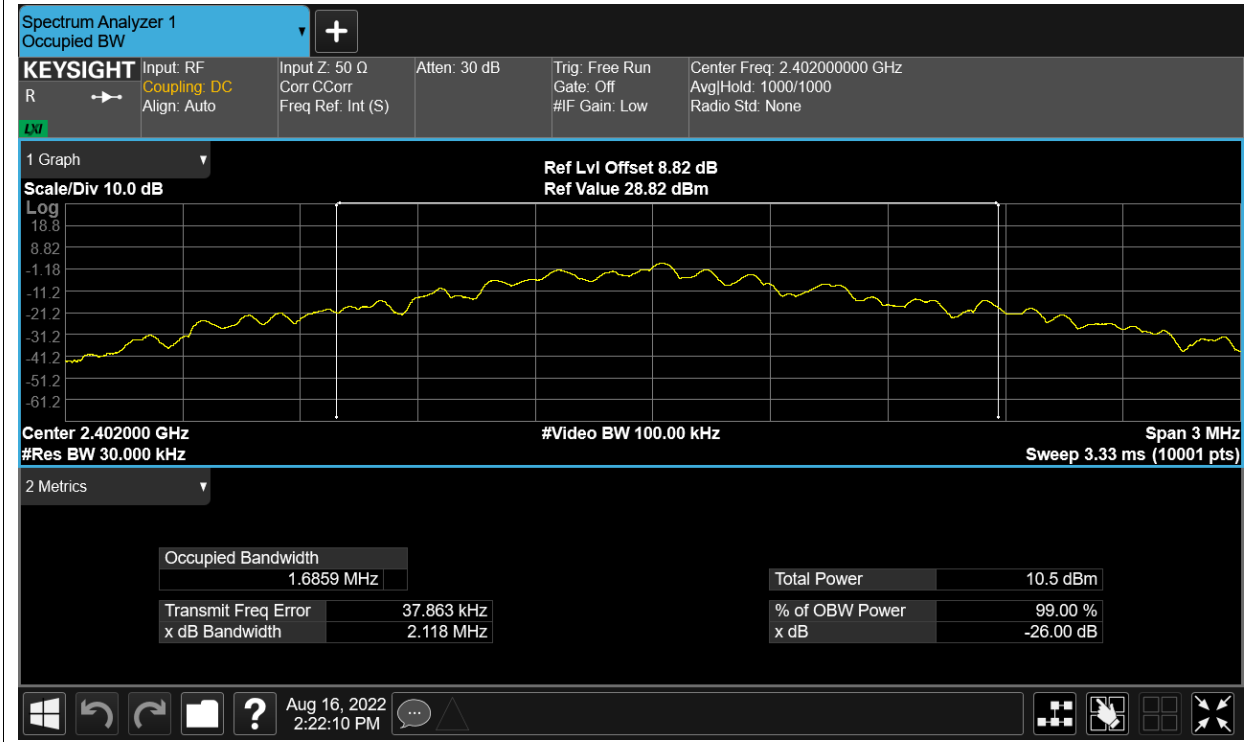 Spectrum Analyzer 1
Occupied BW
KEYSIGHT
R
LXI
Input: RF
Coupling: DC
Align: Auto
Input Z: 50 Ω
Corr CCorr
Freq Ref: Int (S)
Atten: 30 dB
Trig: Free Run
Gate: Off
#IF Gain: Low
Center Freq: 2.402000000 GHz
Avg|Hold: 1000/1000
Radio Std: None
1 Graph
Scale/Div 10.0 dB
Ref Lvl Offset 8.82 dB
Ref Value 28.82 dBm
Log
18.8
8.82
-1.18
-11.2
-21.2
-31.2
-41.2
-51.2
-61.2
Center 2.402000 GHz
#Video BW 100.00 kHz
Span 3 MHz
#Res BW 30.000 kHz
Sweep 3.33 ms (10001 pts)
2 Metrics
Occupied Bandwidth
1.6859 MHz
Total Power 10.5 dBm
Transmit Freq Error 37.863 kHz
% of OBW Power 99.00 %
x dB Bandwidth 2.118 MHz
x dB -26.00 dB
?
Aug 16, 2022
2:22:10 PM